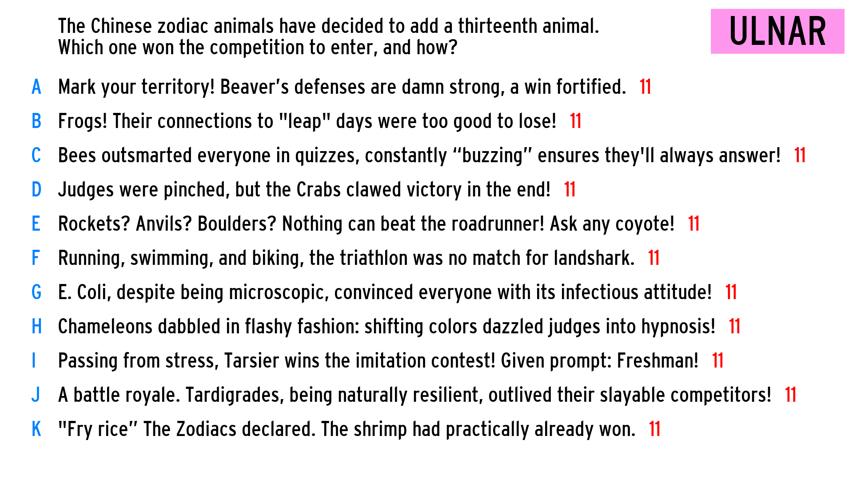 The Chinese zodiac animals have decided to add a thirteenth animal.
Which one won the competition to enter, and how?
ULNAR
A Mark your territory! Beaver's defenses are damn strong, a win fortified. 11
B Frogs! Their connections to "leap" days were too good to lose! 11
C Bees outsmarted everyone in quizzes, constantly “buzzing” ensures they'll always answer! 11
D Judges were pinched, but the Crabs clawed victory in the end! 11
E Rockets? Anvils? Boulders? Nothing can beat the roadrunner! Ask any coyote! 11
F Running, swimming, and biking, the triathlon was no match for landshark. 11
G E. Coli, despite being microscopic, convinced everyone with its infectious attitude! 11
H Chameleons dabbled in flashy fashion: shifting colors dazzled judges into hypnosis! 11
I Passing from stress, Tarsier wins the imitation contest! Given prompt: Freshman! 11
J A battle royale. Tardigrades, being naturally resilient, outlived their slayable competitors! 11
K "Fry rice” The Zodiacs declared. The shrimp had practically already won. 11